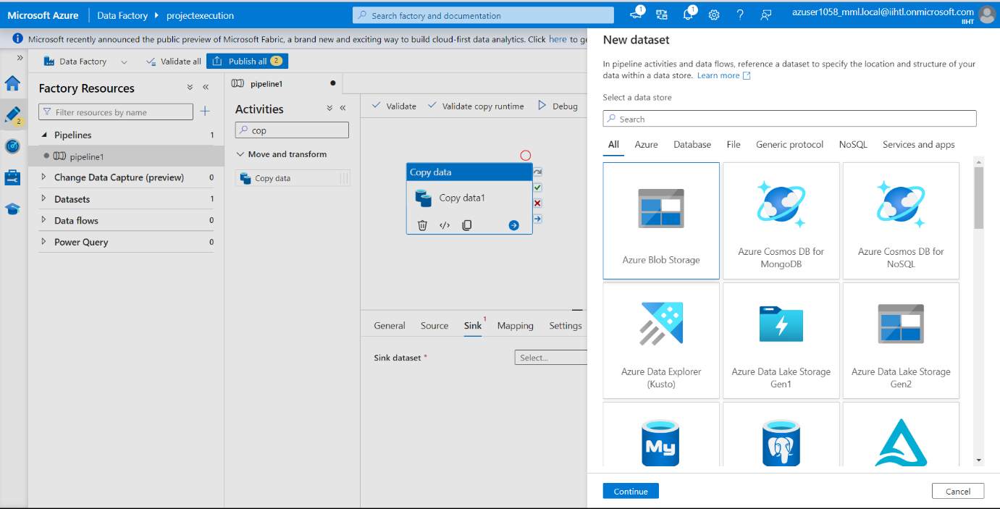 Microsoft Azure
Data Factory
projectexecution
Search factory and documentation
1
1
azuser1058_mml.local@iihtl.onmicrosoft.com
IIHT
Microsoft recently announced the public preview of Microsoft Fabric, a brand new and exciting way to build cloud-first data analytics. Click here to ge
Data Factory
Validate all
Publish all 2
2
Factory Resources
Filter resources by name
Pipelines 1
pipeline1
Change Data Capture (preview) 0
Datasets 1
Data flows 0
Power Query 0
pipeline1
Activities
cop
Move and transform
Copy data
Validate
Validate copy runtime
Debug
Copy data
Copy data1
General
Source
Sink 1
Mapping
Settings
Sink dataset *
Select...
New dataset
In pipeline activities and data flows, reference a dataset to specify the location and structure of your
data within a data store. Learn more
Select a data store
Search
All
Azure
Database
File
Generic protocol
NoSQL
Services and apps
Azure Blob Storage
Azure Cosmos DB for
MongoDB
Azure Cosmos DB for
NoSQL
Azure Data Explorer
(Kusto)
Azure Data Lake Storage
Gen1
Azure Data Lake Storage
Gen2
My
Continue
Cancel